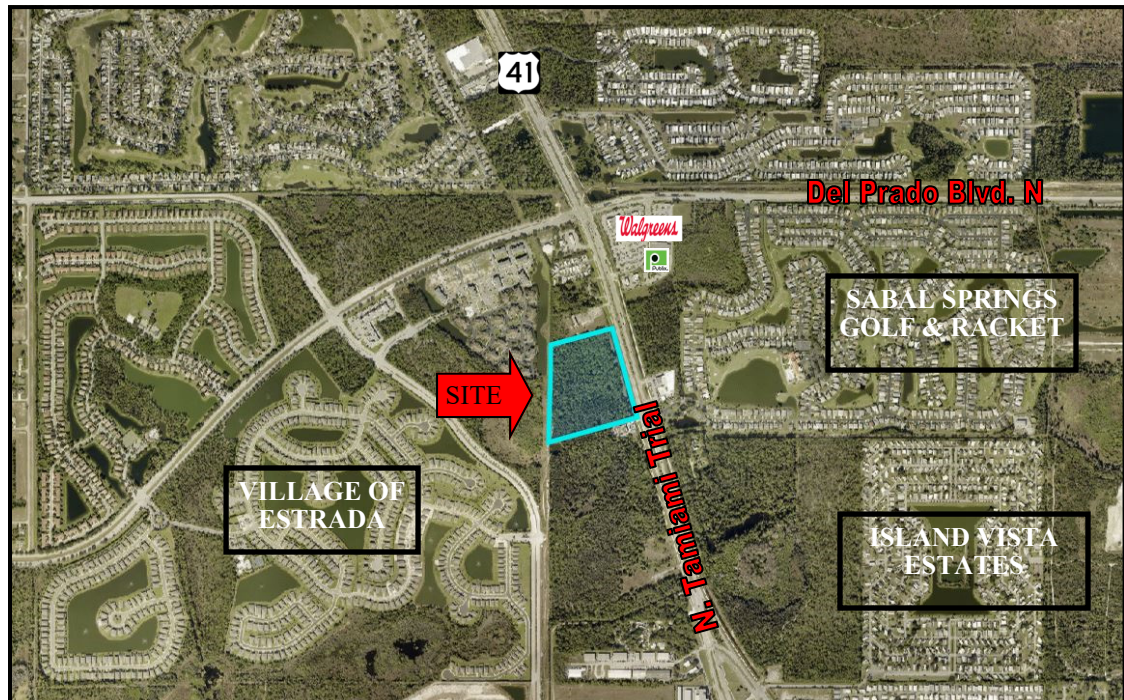 41
Del Prado Blvd. N
Walgreens
Publix
SABAL SPRINGS
GOLF & RACKET
SITE
N. Tamiami Trial
VILLAGE OF
ESTRADA
ISLAND VISTA
ESTATES